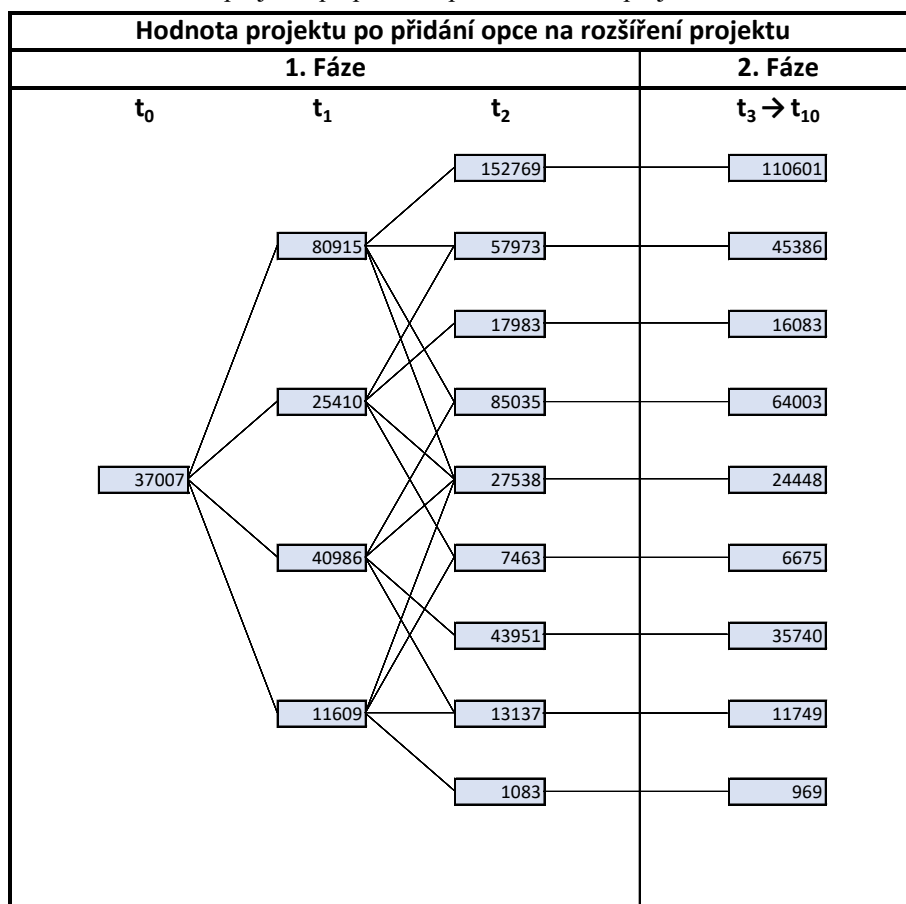 Hodnota projektu po přidání opce na rozšíření projektu
1. Fáze 2. Fáze
t0 t1 t2 t3 → t10
152769 110601
80915 57973 45386
17983 16083
25410 85035 64003
37007 27538 24448
40986 7463 6675
43951 35740
11609 13137 11749
1083 969